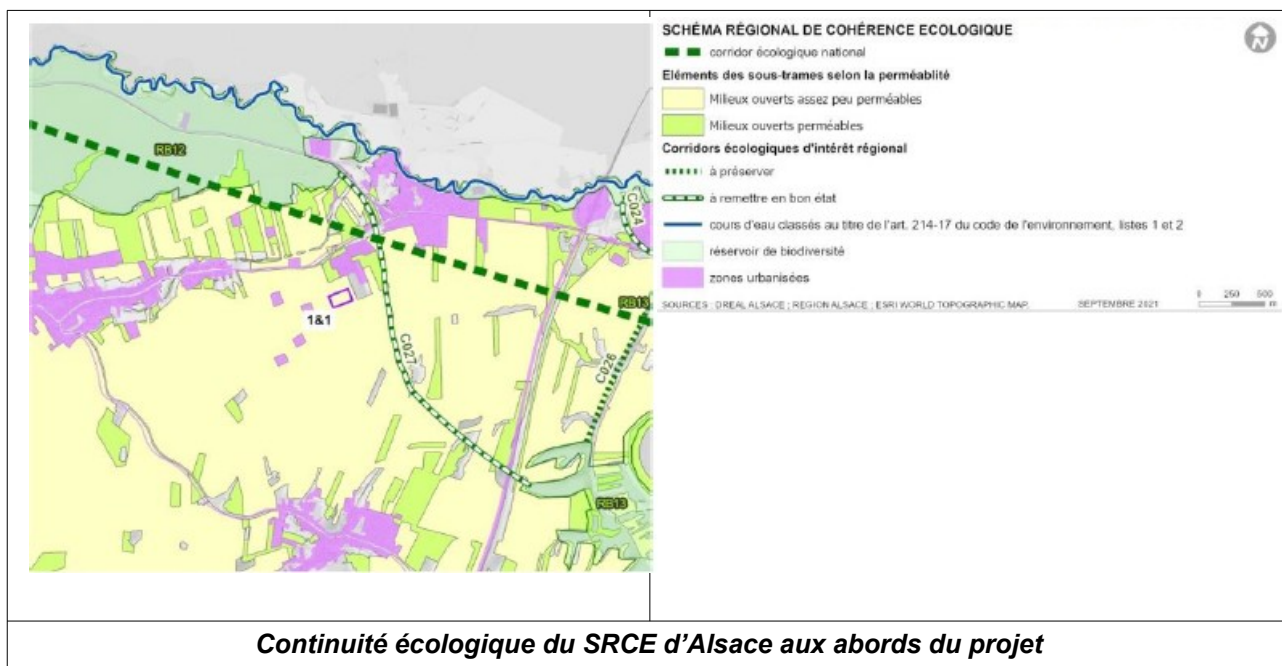 RB12
C024
RB13
1&1
C027
C026
RB13
SCHÉMA RÉGIONAL DE COHÉRENCE ECOLOGIQUE
corridor écologique national
Eléments des sous-trames selon la perméablité
Milieux ouverts assez peu perméables
Milieux ouverts perméables
Corridors écologiques d'intérêt régional
à préserver
à remettre en bon état
cours d'eau classés au titre de l'art. 214-17 du code de l'environnement, listes 1 et 2
réservoir de biodiversité
zones urbanisées
SOURCES : DREAL ALSACE ; REGION ALSACE ; ESRI WORLD TOPOGRAPHIC MAP. SEPTEMBRE 2021
0 250 500
m
N
Continuité écologique du SRCE d'Alsace aux abords du projet